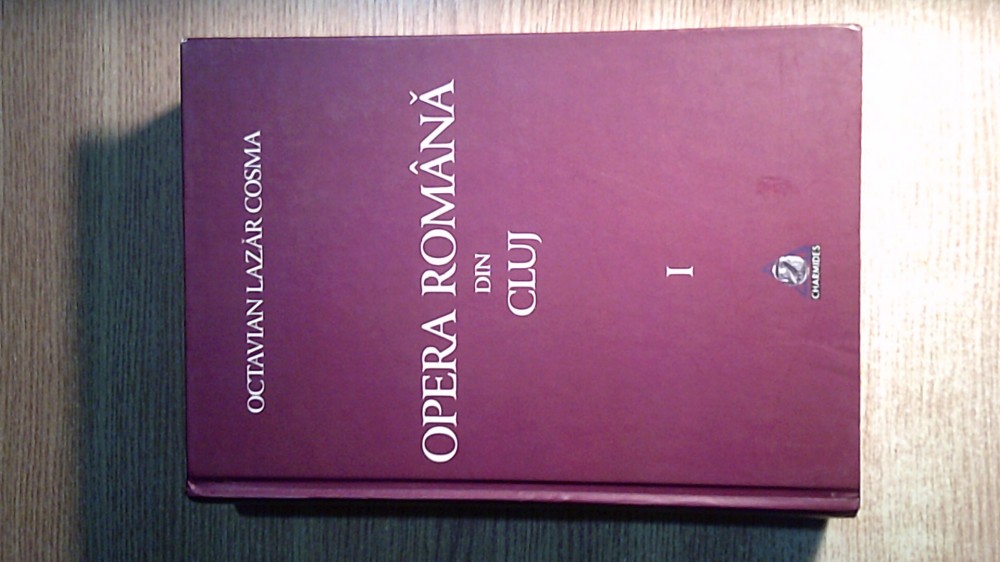 OCTAVIAN LAZĂR COSMA
OPERA ROMÂNĂ
DIN
CLUJ
I
CHARMIDES